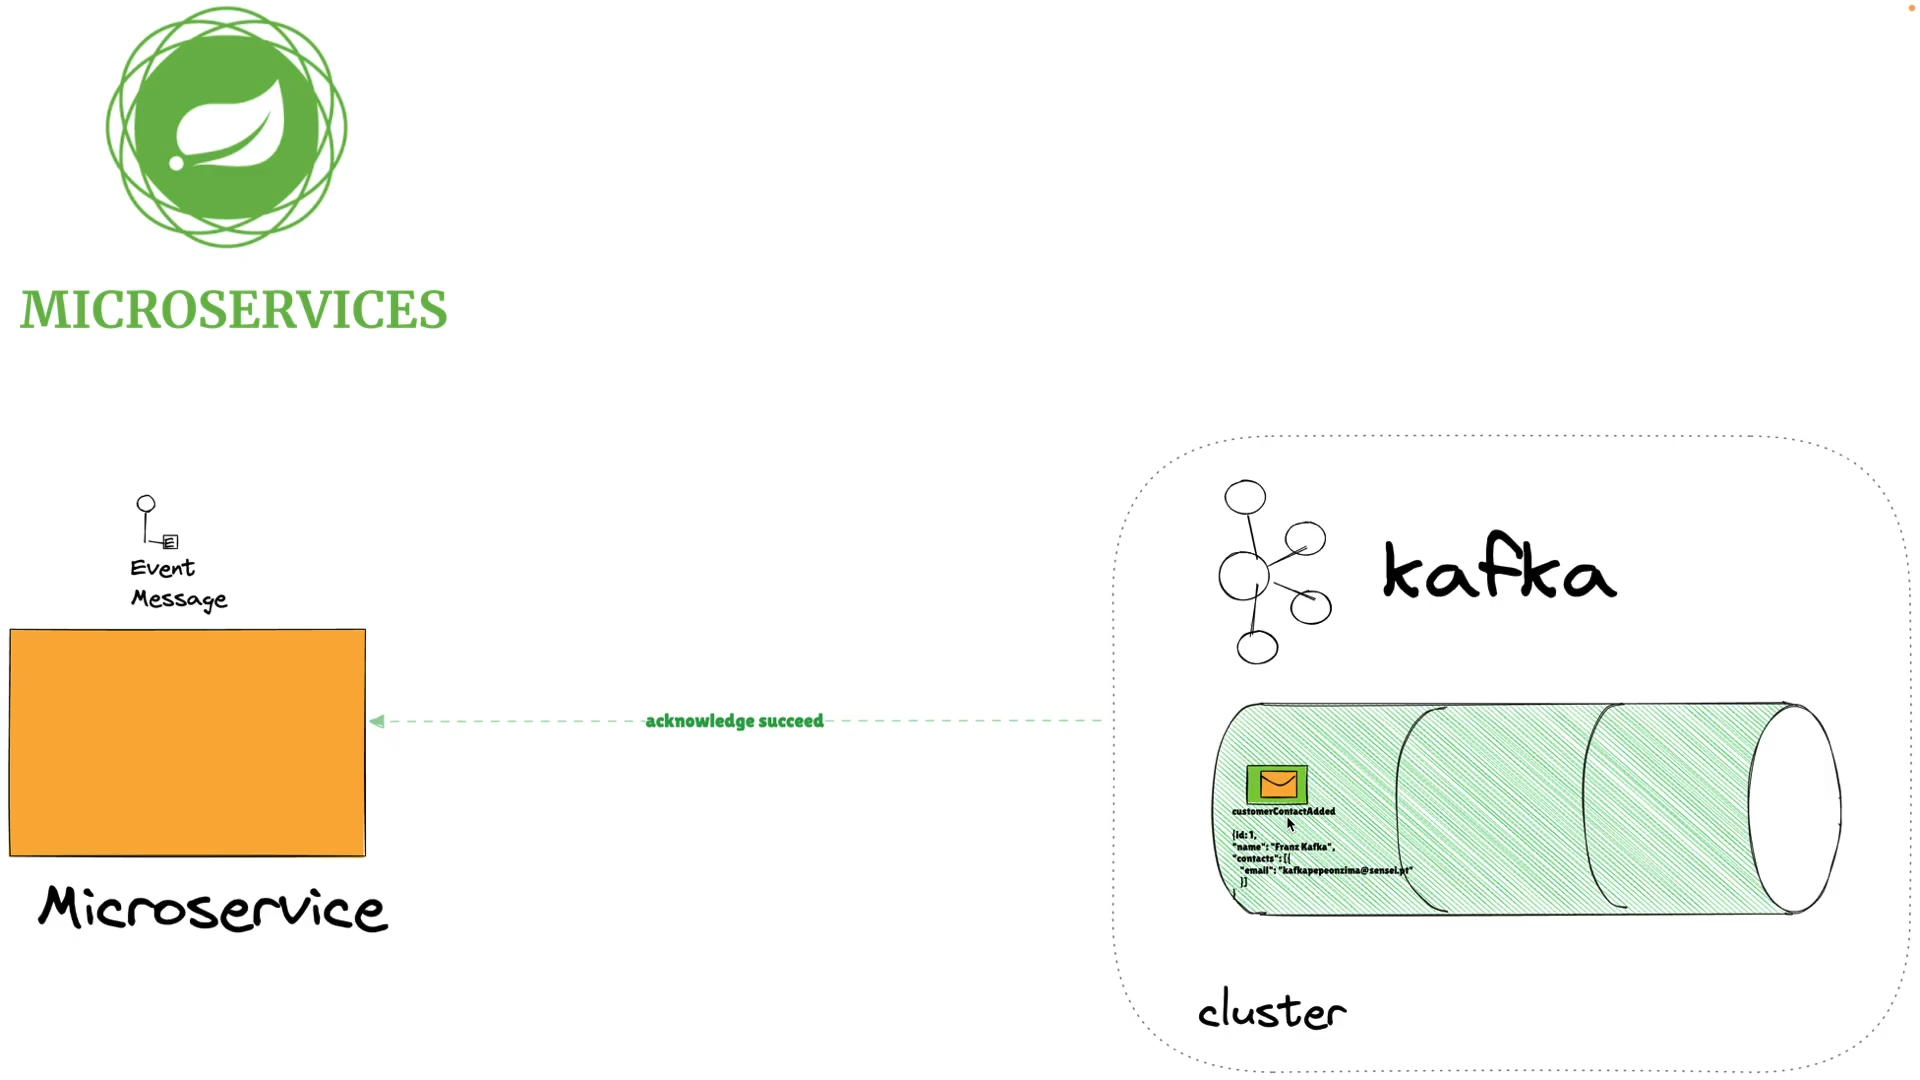 MICROSERVICES
E
Event
Message
kafka
acknowledge succeed
customerContactAdded
{id: 1,
"name": "Franz Kafka",
"contacts": [{
"email": "kafkapepeonzima@sensei.pt"
}]
}
Microservice
cluster